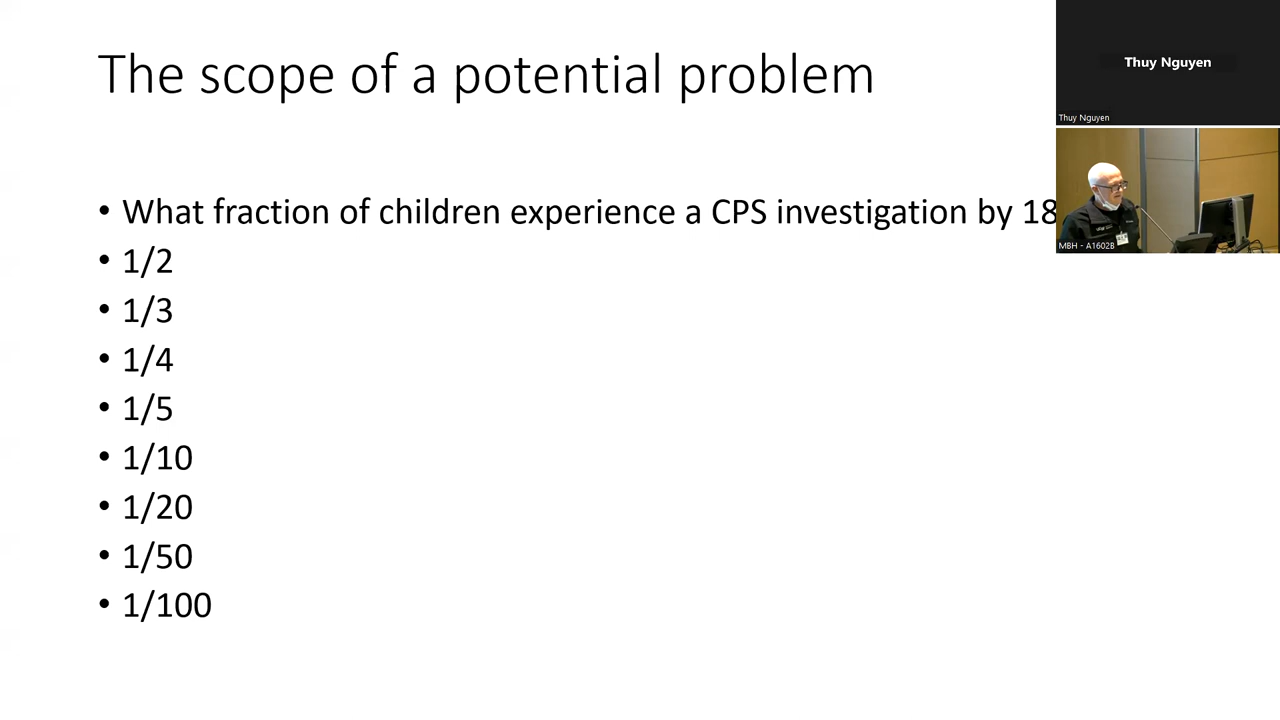 The scope of a potential problem
• What fraction of children experience a CPS investigation by 18
• 1/2
• 1/3
• 1/4
• 1/5
• 1/10
• 1/20
• 1/50
• 1/100
Thuy Nguyen
Thuy Nguyen
MBH - A1602B